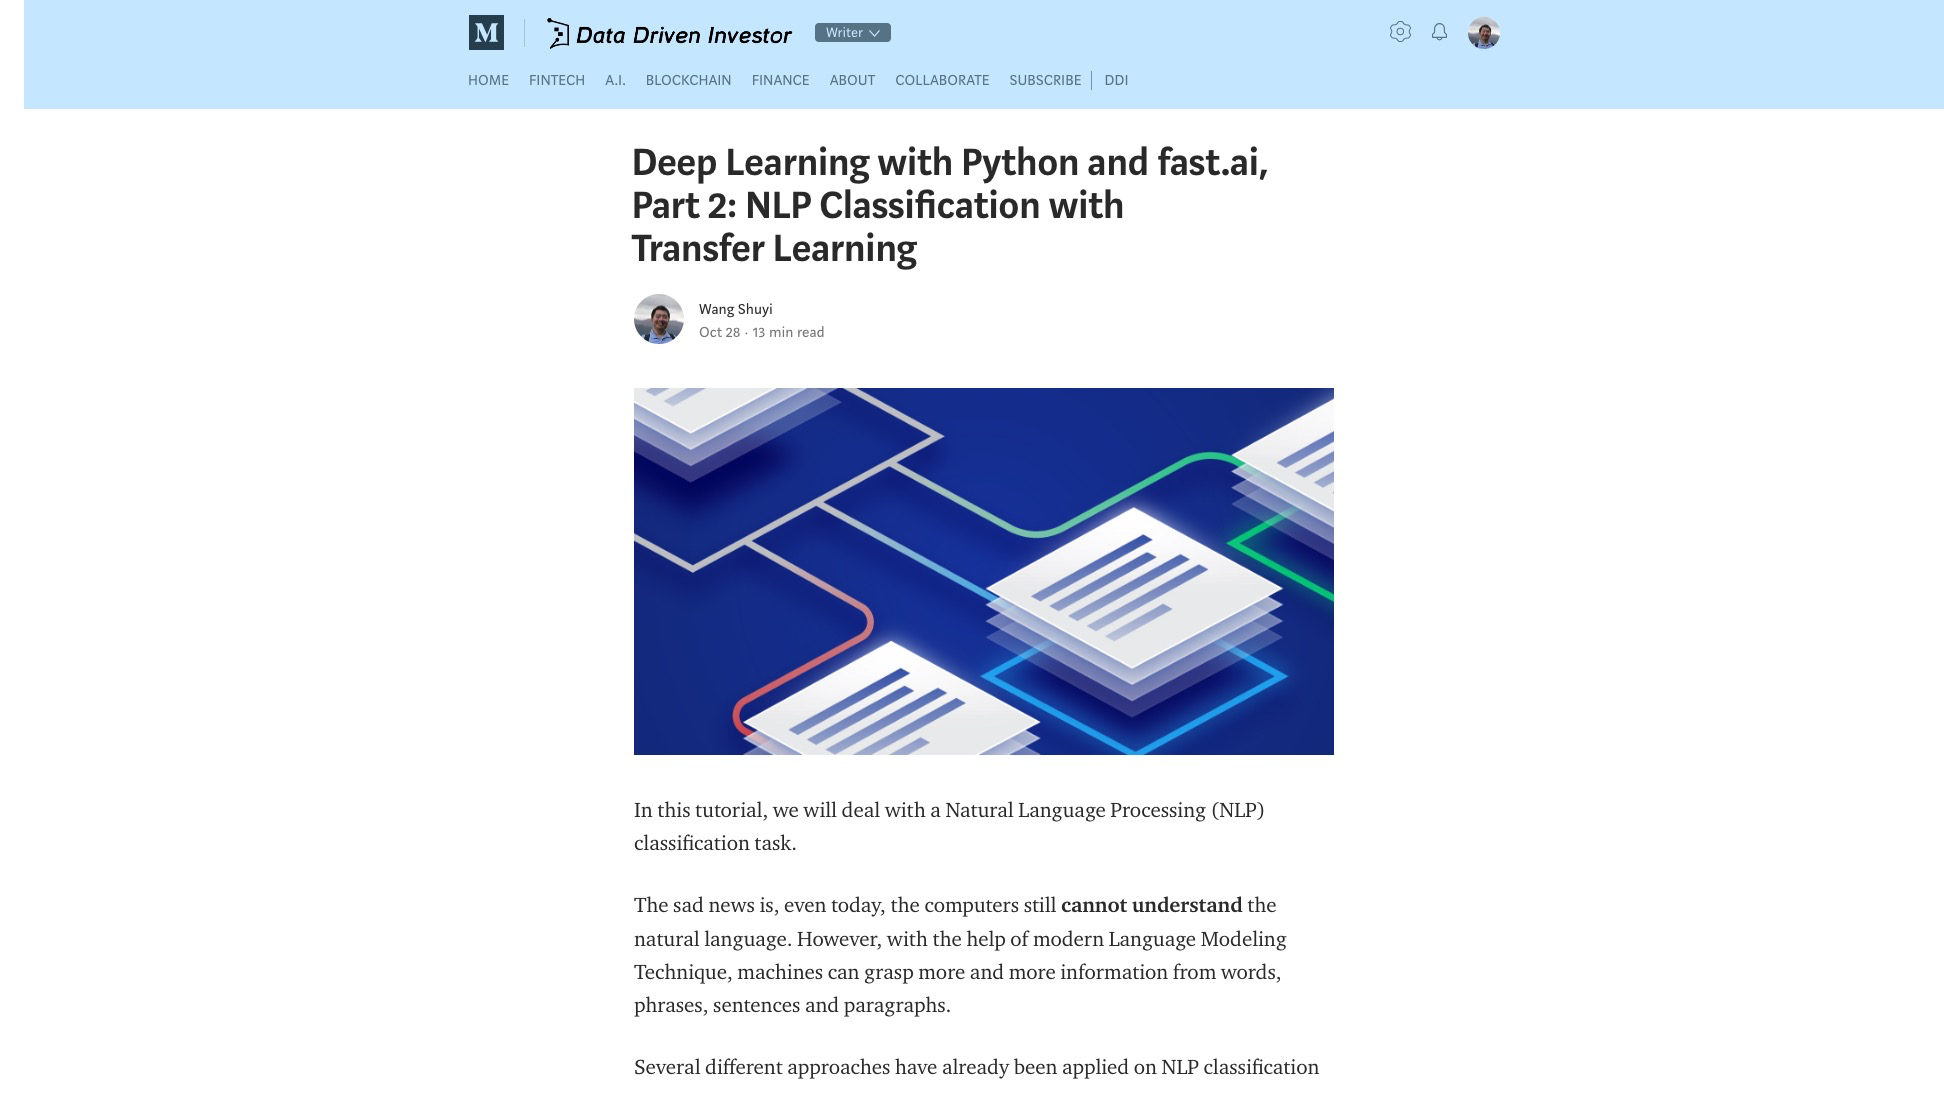 M
Data Driven Investor
Writer
HOME FINTECH A.I. BLOCKCHAIN FINANCE ABOUT COLLABORATE SUBSCRIBE DDI
Deep Learning with Python and fast.ai,
Part 2: NLP Classification with
Transfer Learning
Wang Shuyi
Oct 28 · 13 min read
In this tutorial, we will deal with a Natural Language Processing (NLP)
classification task.
The sad news is, even today, the computers still cannot understand the
natural language. However, with the help of modern Language Modeling
Technique, machines can grasp more and more information from words,
phrases, sentences and paragraphs.
Several different approaches have already been applied on NLP classification